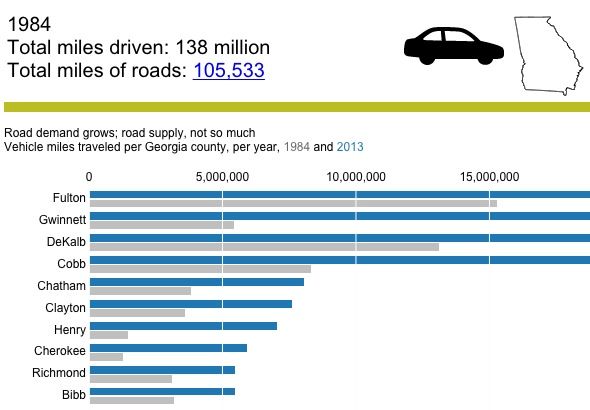 1984
Total miles driven: 138 million
Total miles of roads: 105,533
Road demand grows; road supply, not so much
Vehicle miles traveled per Georgia county, per year, 1984 and 2013
0 5,000,000 10,000,000 15,000,000
Fulton
Gwinnett
DeKalb
Cobb
Chatham
Clayton
Henry
Cherokee
Richmond
Bibb